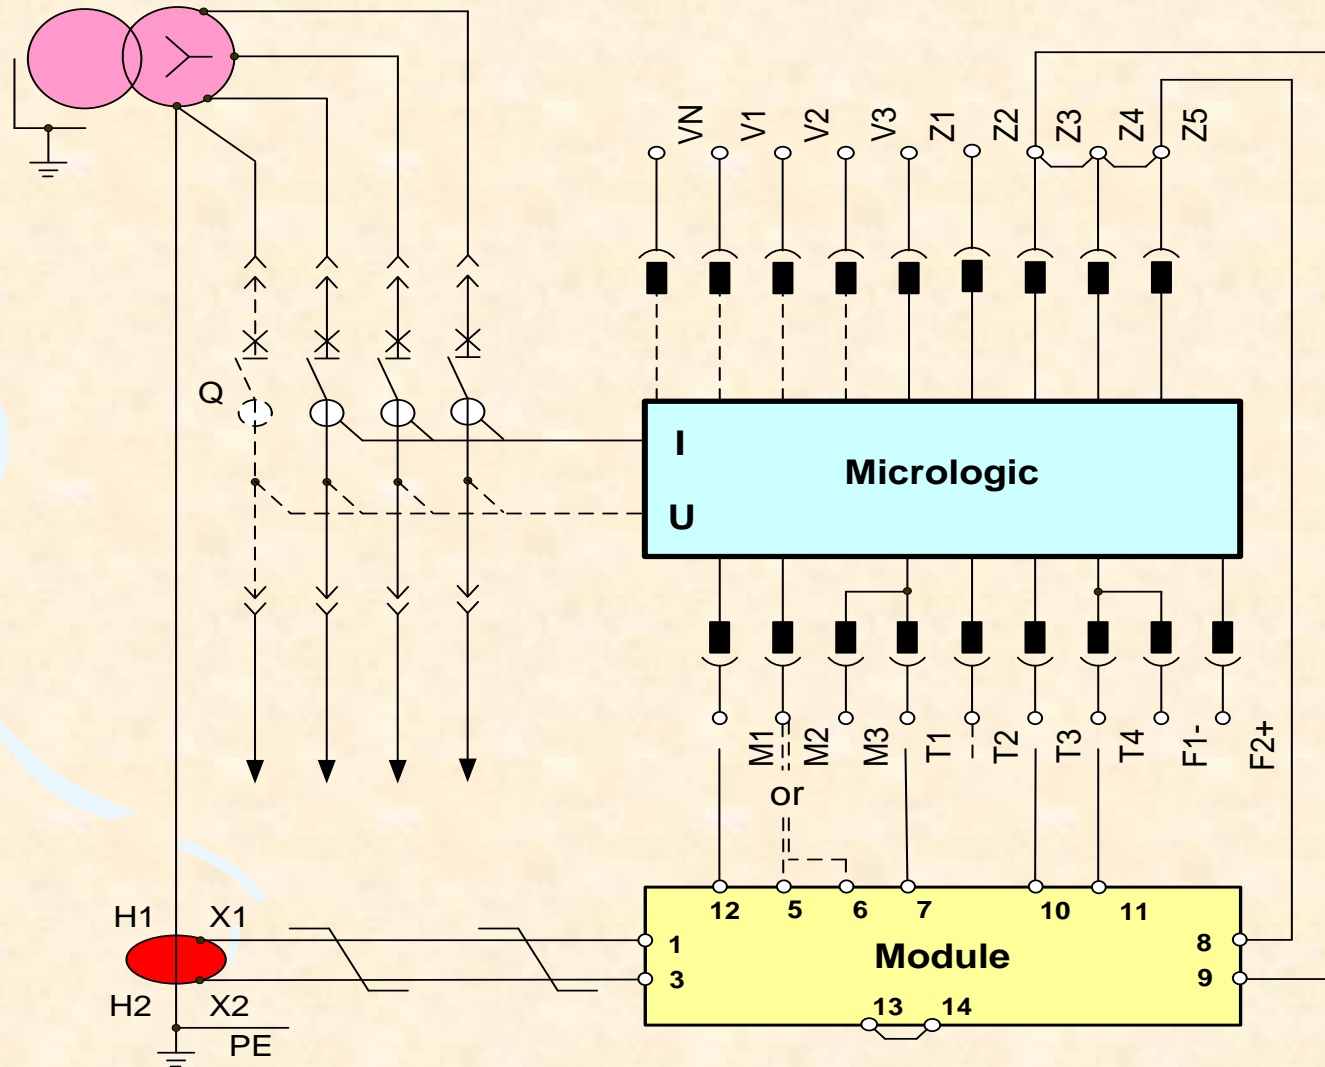 VN V1 V2 V3 Z1 Z2 Z3 Z4 Z5
Q
I
Micrologic
U
M1 M2 M3 T1 T2 T3 T4 F1- F2+
or
12 5 6 7 10 11
H1 X1
1
8
Module
3
9
H2 X2
13 14
PE